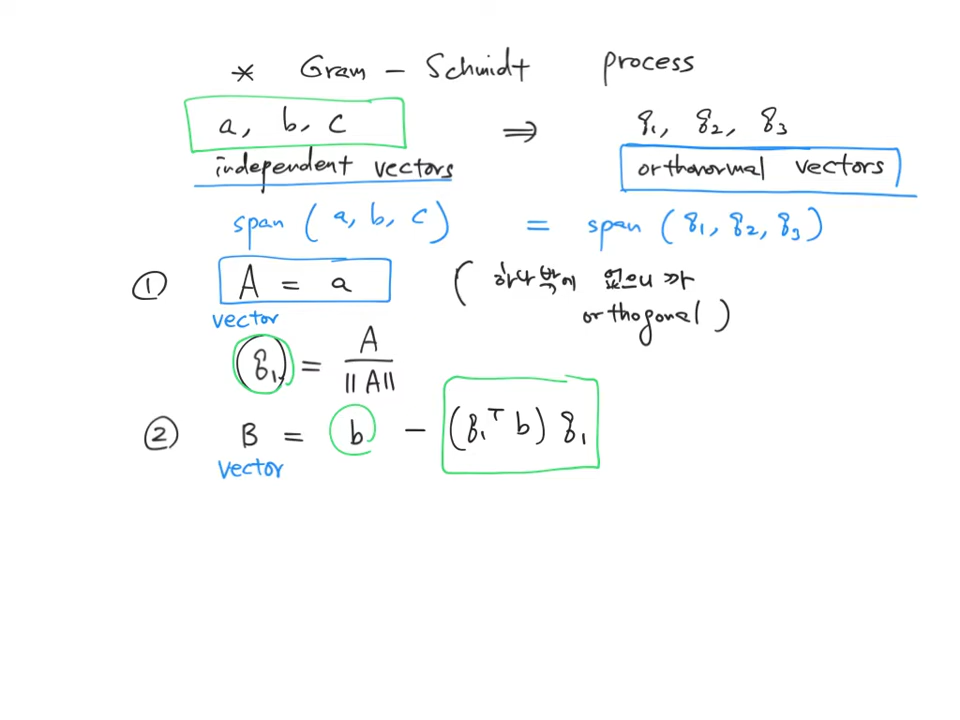 * Gram - Schmidt process
a, b, c ⇒ q₁, q₂, q₃
independent vectors orthonormal vectors
span (a, b, c) = span (q₁, q₂, q₃)
① A = a (하나밖에 없으니까
vector orthogonal)
q₁ = A / ||A||
② B = b - (q₁ᵀ b) q₁
vector